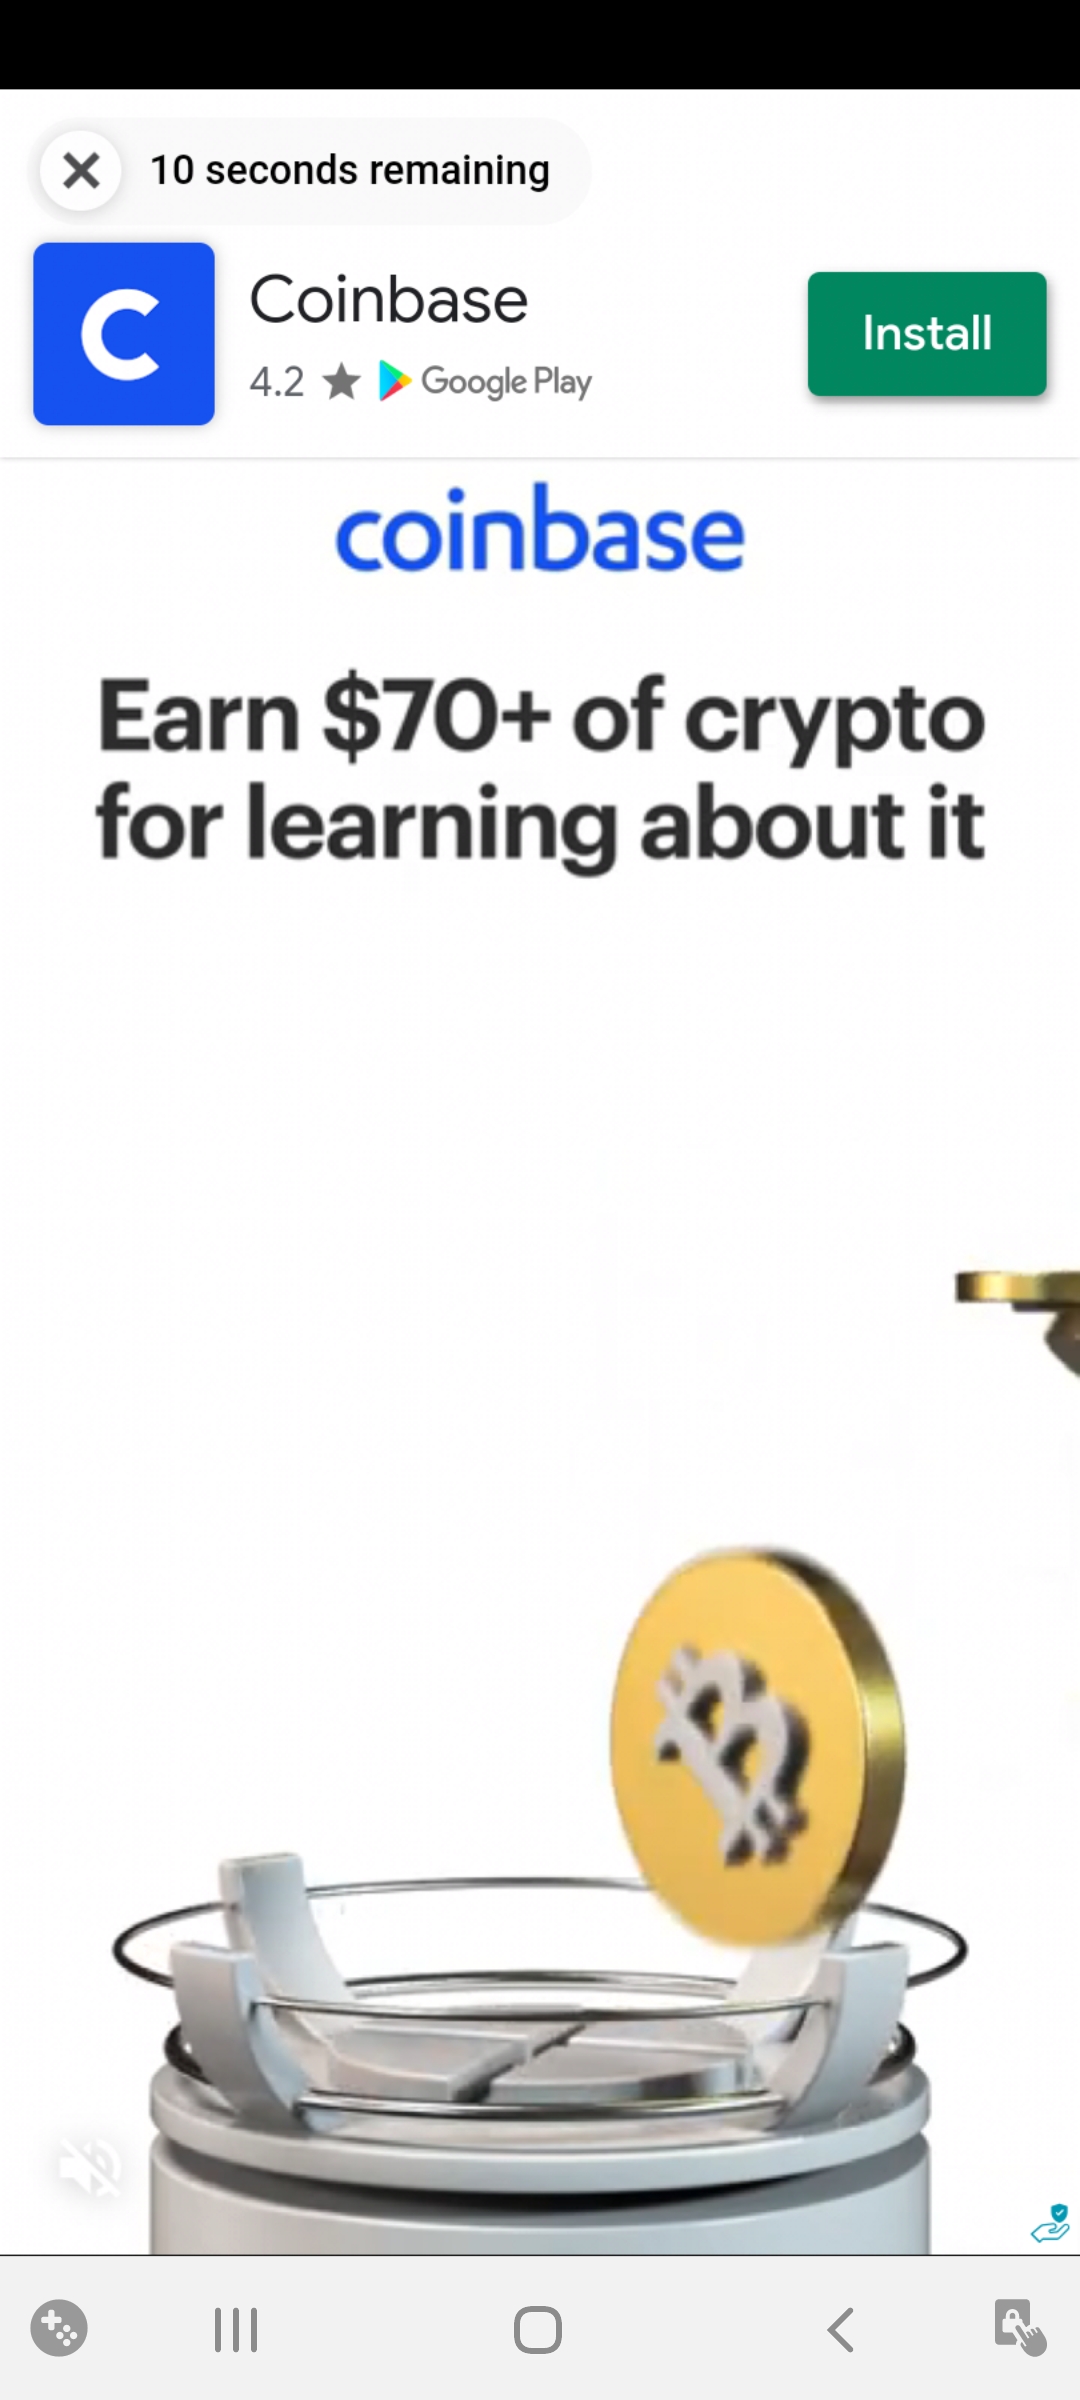 10 seconds remaining
Coinbase
4.2 ★ Google Play
Install
coinbase
Earn $70+ of crypto
for learning about it